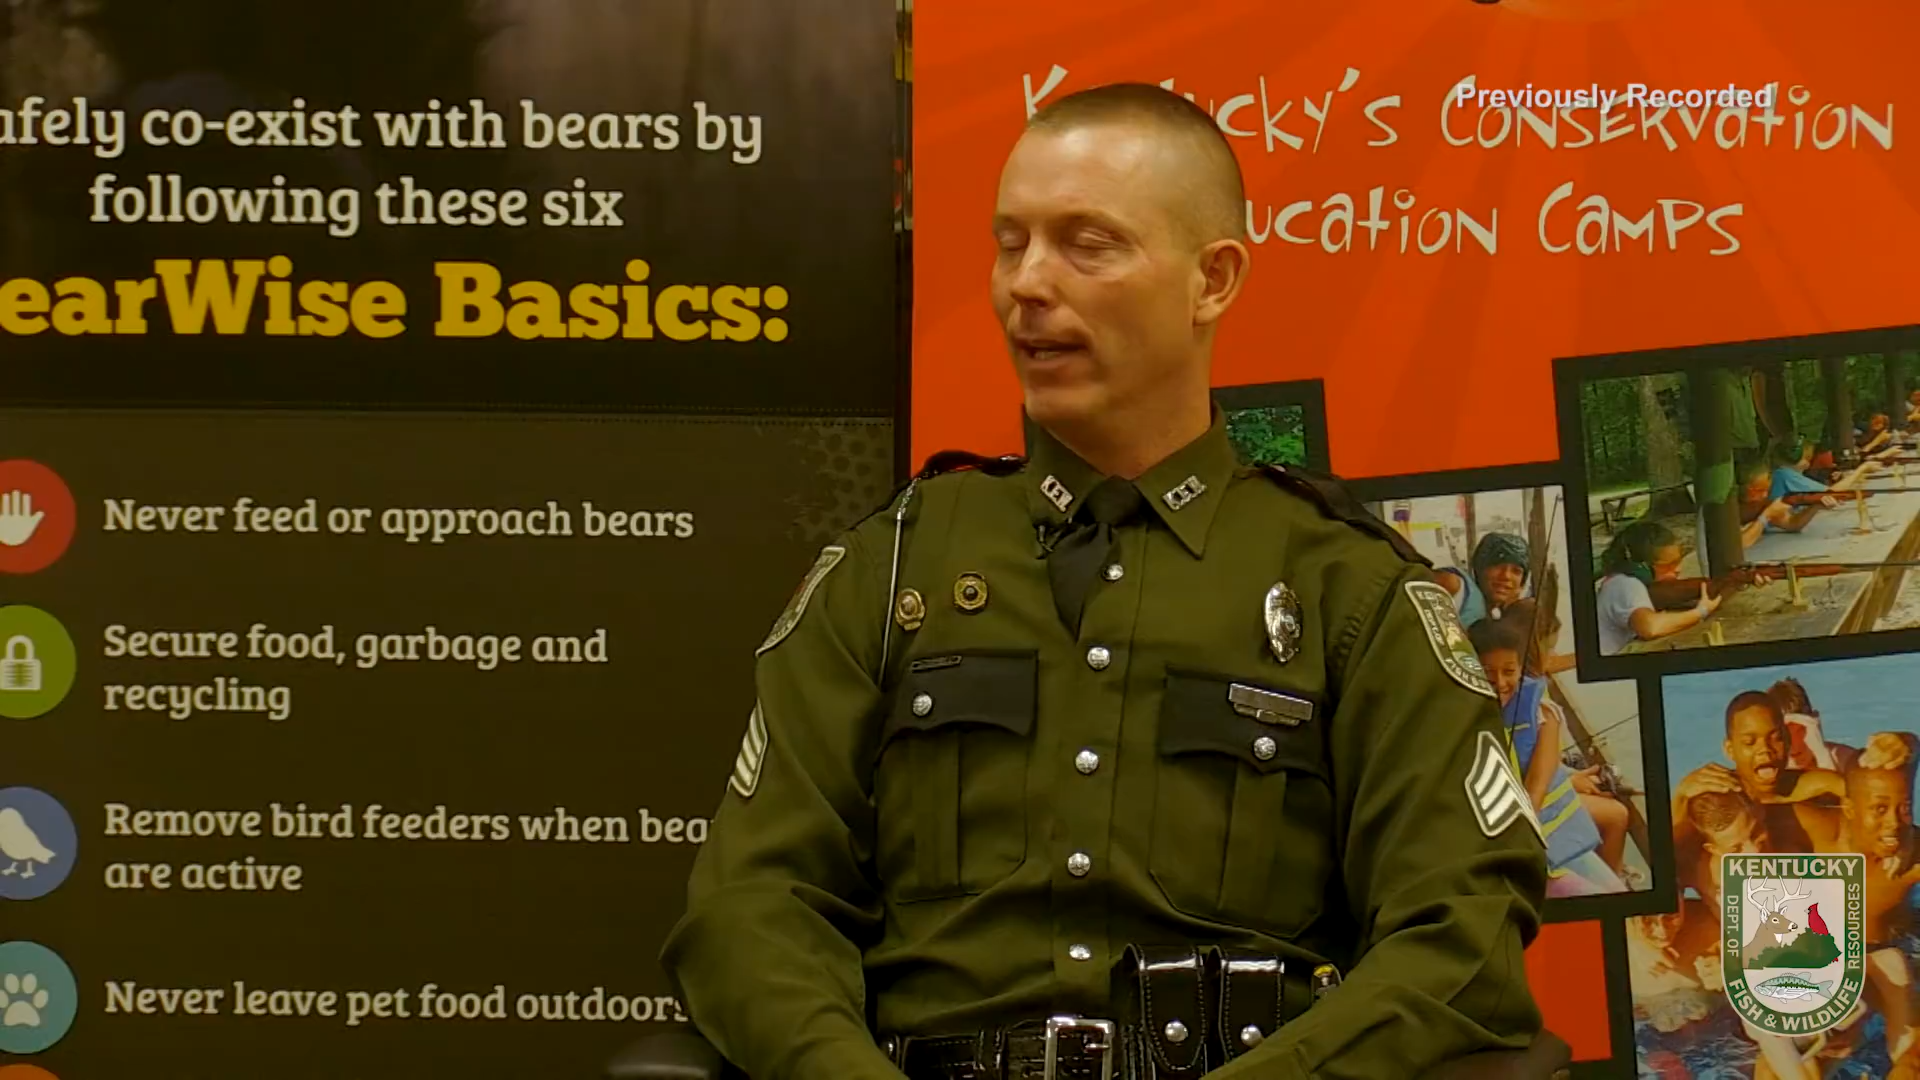 afely co-exist with bears by
following these six
earWise Basics:
Never feed or approach bears
Secure food, garbage and
recycling
Remove bird feeders when bea
are active
Never leave pet food outdoors
Previously Recorded
K ucky's Conservation
ucation Camps
KENTUCKY
DEPT. OF
FISH & WILDLIFE
RESOURCES